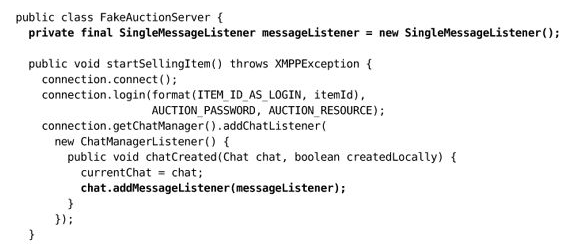 public class FakeAuctionServer {
  private final SingleMessageListener messageListener = new SingleMessageListener();

  public void startSellingItem() throws XMPPException {
    connection.connect();
    connection.login(format(ITEM_ID_AS_LOGIN, itemId),
                     AUCTION_PASSWORD, AUCTION_RESOURCE);
    connection.getChatManager().addChatListener(
      new ChatManagerListener() {
        public void chatCreated(Chat chat, boolean createdLocally) {
          currentChat = chat;
          chat.addMessageListener(messageListener);
        }
      });
  }